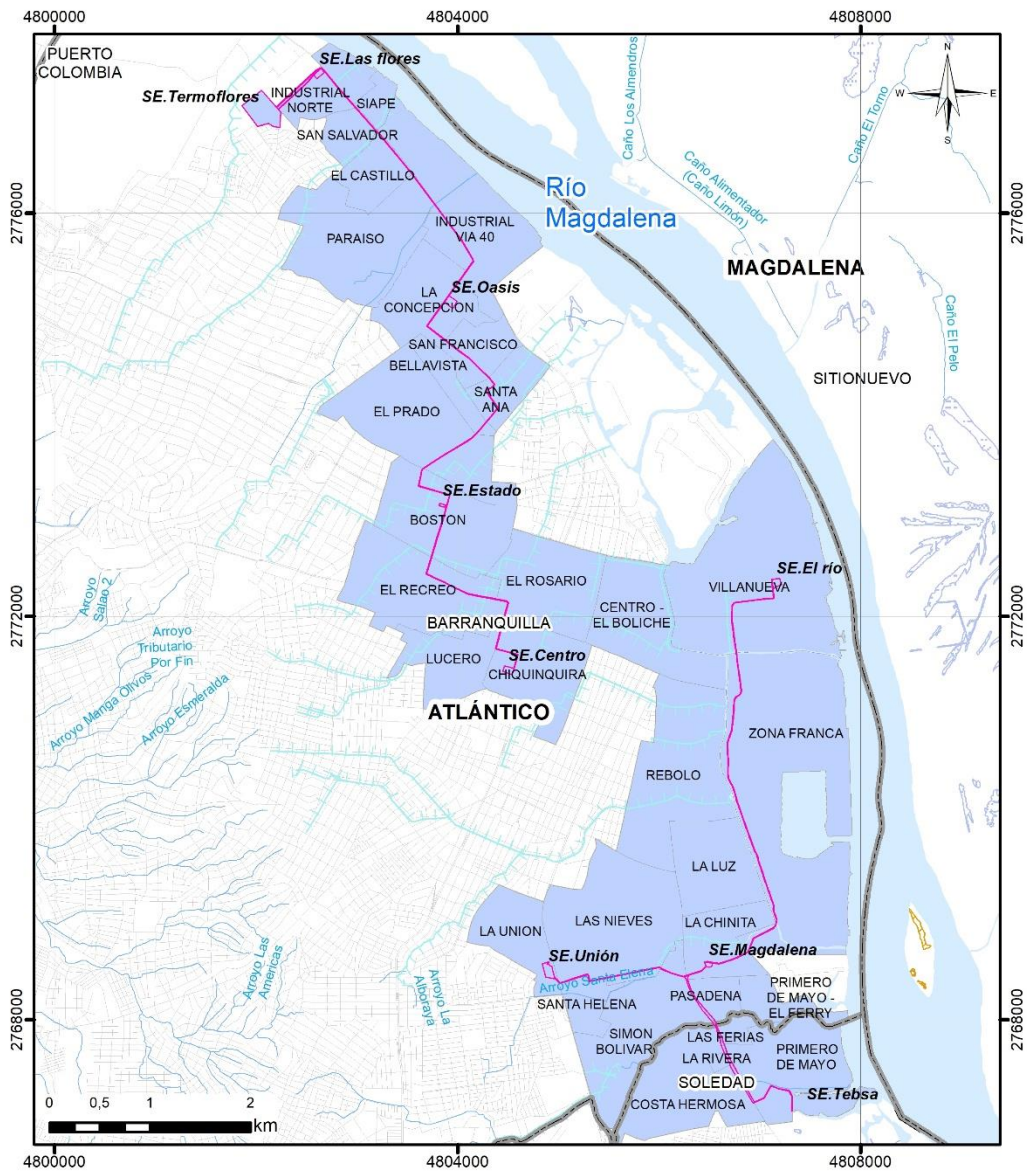 4800000
4804000
4808000
PUERTO
COLOMBIA
SE.Las flores
SE.Termoflores
INDUSTRIAL
NORTE
SIAPE
SAN SALVADOR
EL CASTILLO
N
W
E
S
Caño Los Almendros
Caño El Torno
Caño Alimentador
(Caño Limón)
2776000
2776000
Río
Magdalena
PARAISO
INDUSTRIAL
VIA 40
MAGDALENA
SE.Oasis
LA
CONCEPCION
Caño El Pelo
SAN FRANCISCO
BELLAVISTA
SITIONUEVO
SANTA
ANA
EL PRADO
SE.Estado
BOSTON
SE.El río
VILLANUEVA
EL ROSARIO
EL RECREO
CENTRO -
EL BOLICHE
2772000
2772000
Arroyo
Salao 2
BARRANQUILLA
Arroyo
Tributario
Por Fin
LUCERO
SE.Centro
CHIQUINQUIRA
Arroyo Manga Olivos
Arroyo Esmeralda
ATLÁNTICO
ZONA FRANCA
REBOLO
LA LUZ
LAS NIEVES
LA CHINITA
LA UNION
SE.Unión
SE.Magdalena
Arroyo Las
Americas
Arroyo La
Alboraya
Arroyo Santa Elena
PASADENA
PRIMERO
DE MAYO -
EL FERRY
SANTA HELENA
2768000
2768000
SIMON
BOLIVAR
LAS FERIAS
LA RIVERA
PRIMERO
DE MAYO
SOLEDAD
SE.Tebsa
COSTA HERMOSA
0 0,5 1 2
km
4800000
4804000
4808000